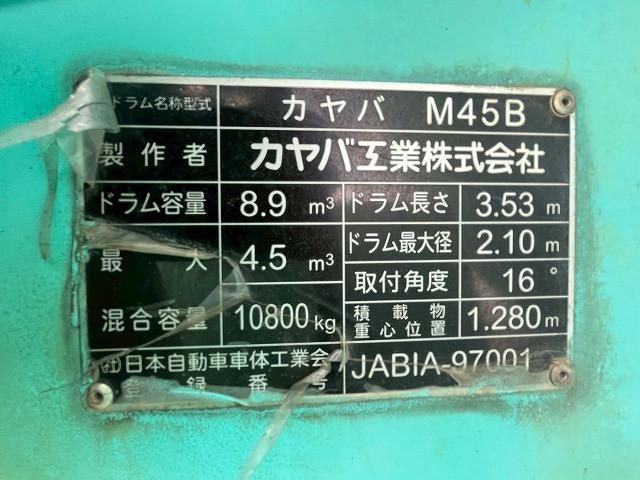 ドラム名称型式 カヤバ M45B
製作者 カヤバ工業株式会社
ドラム容量 8.9 m³ ドラム長さ 3.53 m
最大 4.5 m³ ドラム最大径 2.10 m
取付角度 16°
混合容量 10800kg 積載物重心位置 1.280m
(社)日本自動車車体工業会
登録番号 JABIA-97001